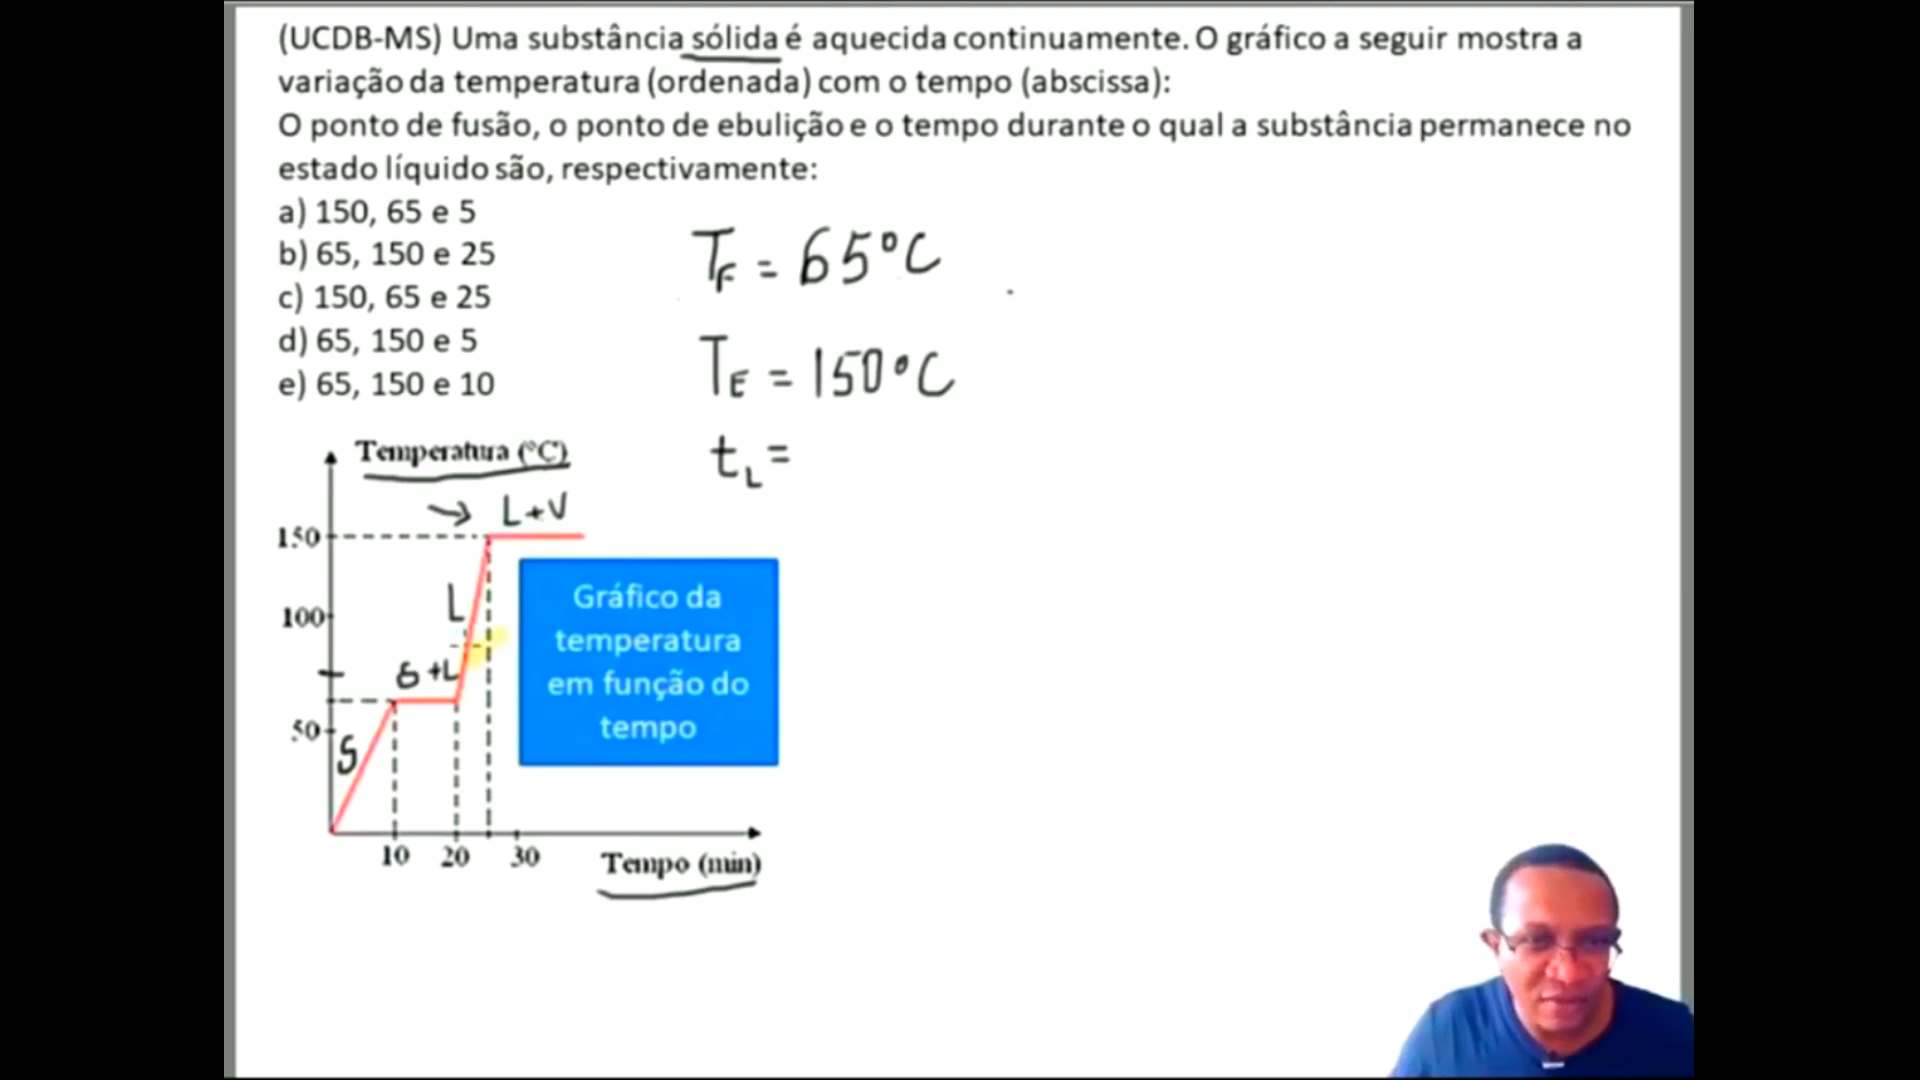 (UCDB-MS) Uma substância sólida é aquecida continuamente. O gráfico a seguir mostra a
variação da temperatura (ordenada) com o tempo (abscissa):
O ponto de fusão, o ponto de ebulição e o tempo durante o qual a substância permanece no
estado líquido são, respectivamente:
a) 150, 65 e 5
b) 65, 150 e 25
c) 150, 65 e 25
d) 65, 150 e 5
e) 65, 150 e 10
TF = 65°C
TE = 150°C
tL =
Temperatura (°C)
→ L+V
150
L
100
S+L
50
S
Gráfico da
temperatura
em função do
tempo
10 20 30
Tempo (min)